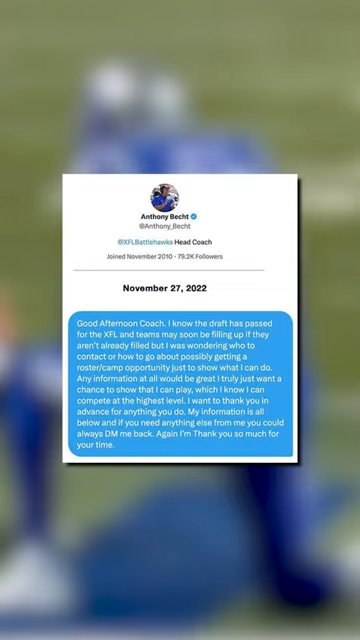 Anthony Becht
@Anthony_Becht
@XFLBattlehawks Head Coach
Joined November 2010 · 79.2K Followers
November 27, 2022
Good Afternoon Coach. I know the draft has passed
for the XFL and teams may soon be filling up if they
aren't already filled but I was wondering who to
contact or how to go about possibly getting a
roster/camp opportunity just to show what I can do.
Any information at all would be great I truly just want a
chance to show that I can play, which I know I can
compete at the highest level. I want to thank you in
advance for anything you do. My information is all
below and if you need anything else from me you could
always DM me back. Again I'm Thank you so much for
your time.